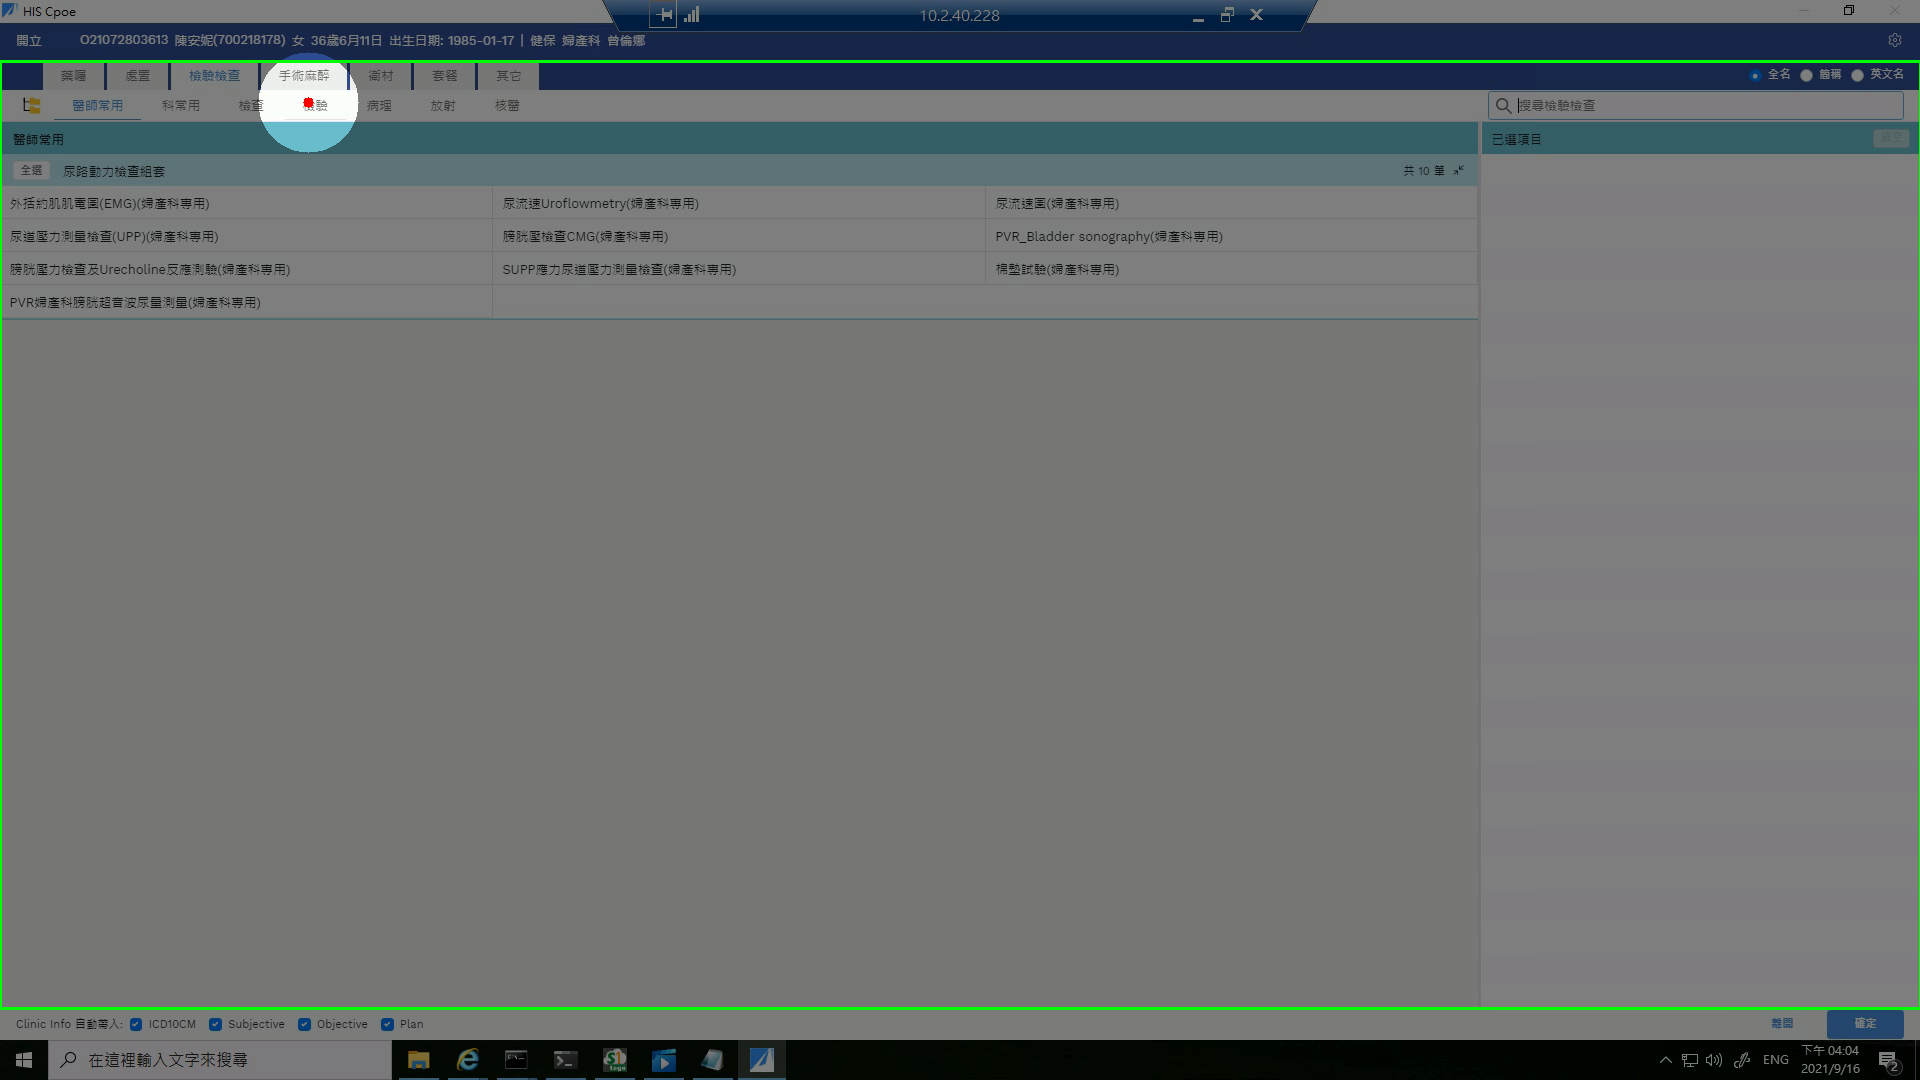 HIS Cpoe
10.2.40.228
開立 O21072803613 陳安妮(700218178) 女 36歲6月11日 出生日期: 1985-01-17 | 健保 婦產科 曾倫娜
藥囑 處置 檢驗檢查 手術麻醉 衛材 套餐 其它 全名 簡稱 英文名
醫師常用 科常用 檢查 檢驗 病理 放射 核醫 搜尋檢驗檢查
醫師常用 已選項目 清空
全選 尿路動力檢查組套 共 10 筆
外括約肌肌電圖(EMG)(婦產科專用) 尿流速Uroflowmetry(婦產科專用) 尿流速圖(婦產科專用)
尿道壓力測量檢查(UPP)(婦產科專用) 膀胱壓檢查CMG(婦產科專用) PVR_Bladder sonography(婦產科專用)
膀胱壓力檢查及Urecholine反應測驗(婦產科專用) SUPP應力尿道壓力測量檢查(婦產科專用) 棉墊試驗(婦產科專用)
PVR婦產科膀胱超音波尿量測量(婦產科專用)
Clinic Info 自動帶入: ICD10CM Subjective Objective Plan 離開 確定
在這裡輸入文字來搜尋 ENG 下午 04:04
2021/9/16 2